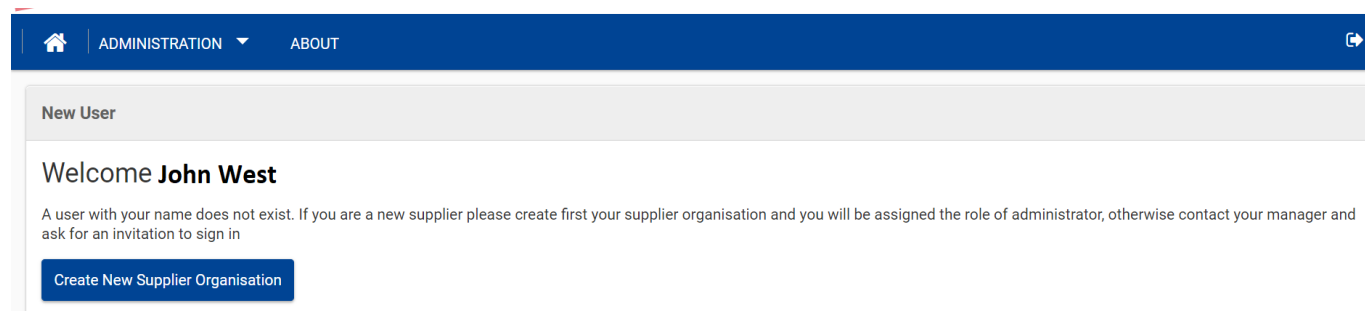 ADMINISTRATION ABOUT
New User
Welcome John West
A user with your name does not exist. If you are a new supplier please create first your supplier organisation and you will be assigned the role of administrator, otherwise contact your manager and
ask for an invitation to sign in
Create New Supplier Organisation